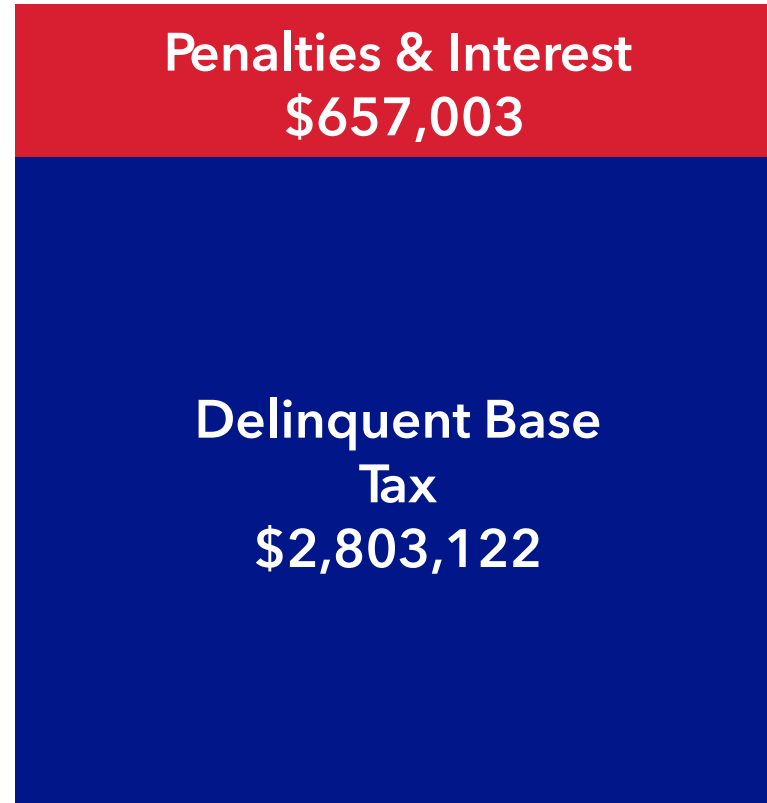 Penalties & Interest
$657,003
Delinquent Base
Tax
$2,803,122